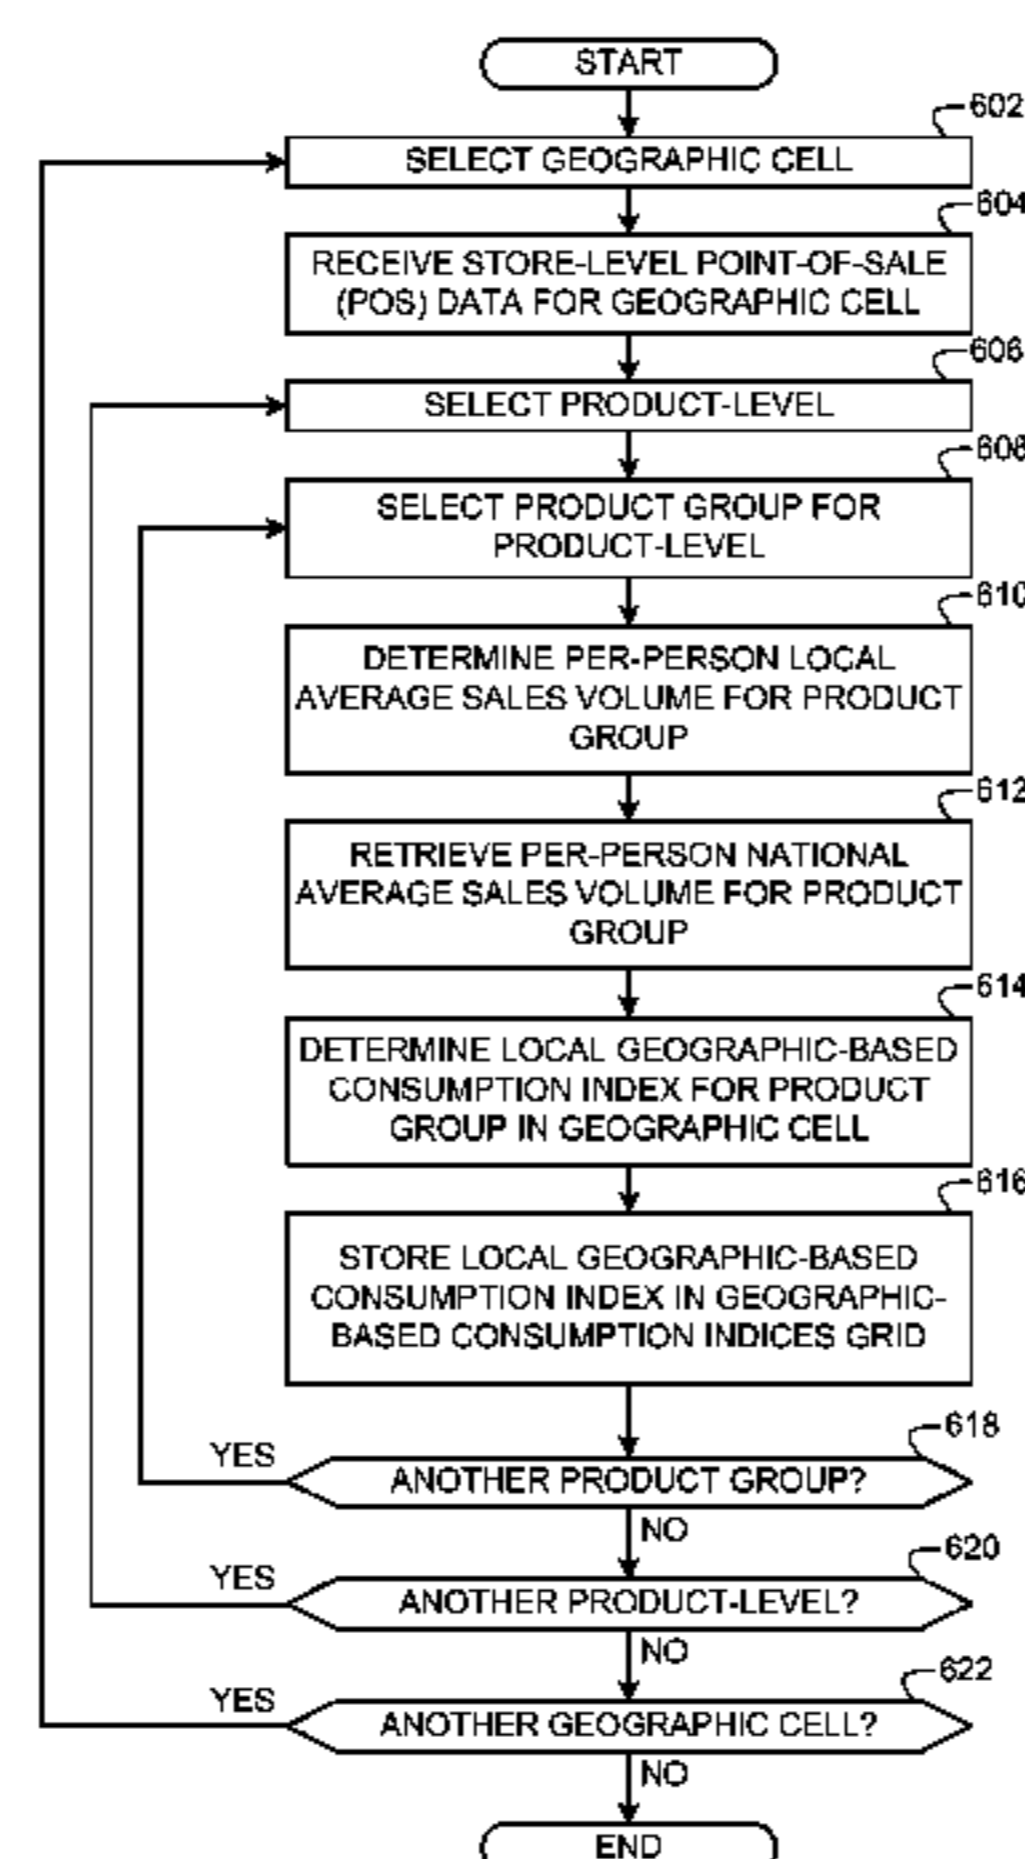 START
602
SELECT GEOGRAPHIC CELL
604
RECEIVE STORE-LEVEL POINT-OF-SALE
(POS) DATA FOR GEOGRAPHIC CELL
606
SELECT PRODUCT-LEVEL
608
SELECT PRODUCT GROUP FOR
PRODUCT-LEVEL
610
DETERMINE PER-PERSON LOCAL
AVERAGE SALES VOLUME FOR PRODUCT
GROUP
612
RETRIEVE PER-PERSON NATIONAL
AVERAGE SALES VOLUME FOR PRODUCT
GROUP
614
DETERMINE LOCAL GEOGRAPHIC-BASED
CONSUMPTION INDEX FOR PRODUCT
GROUP IN GEOGRAPHIC CELL
616
STORE LOCAL GEOGRAPHIC-BASED
CONSUMPTION INDEX IN GEOGRAPHIC-
BASED CONSUMPTION INDICES GRID
618
YES
ANOTHER PRODUCT GROUP?
NO
620
YES
ANOTHER PRODUCT-LEVEL?
NO
622
YES
ANOTHER GEOGRAPHIC CELL?
NO
END